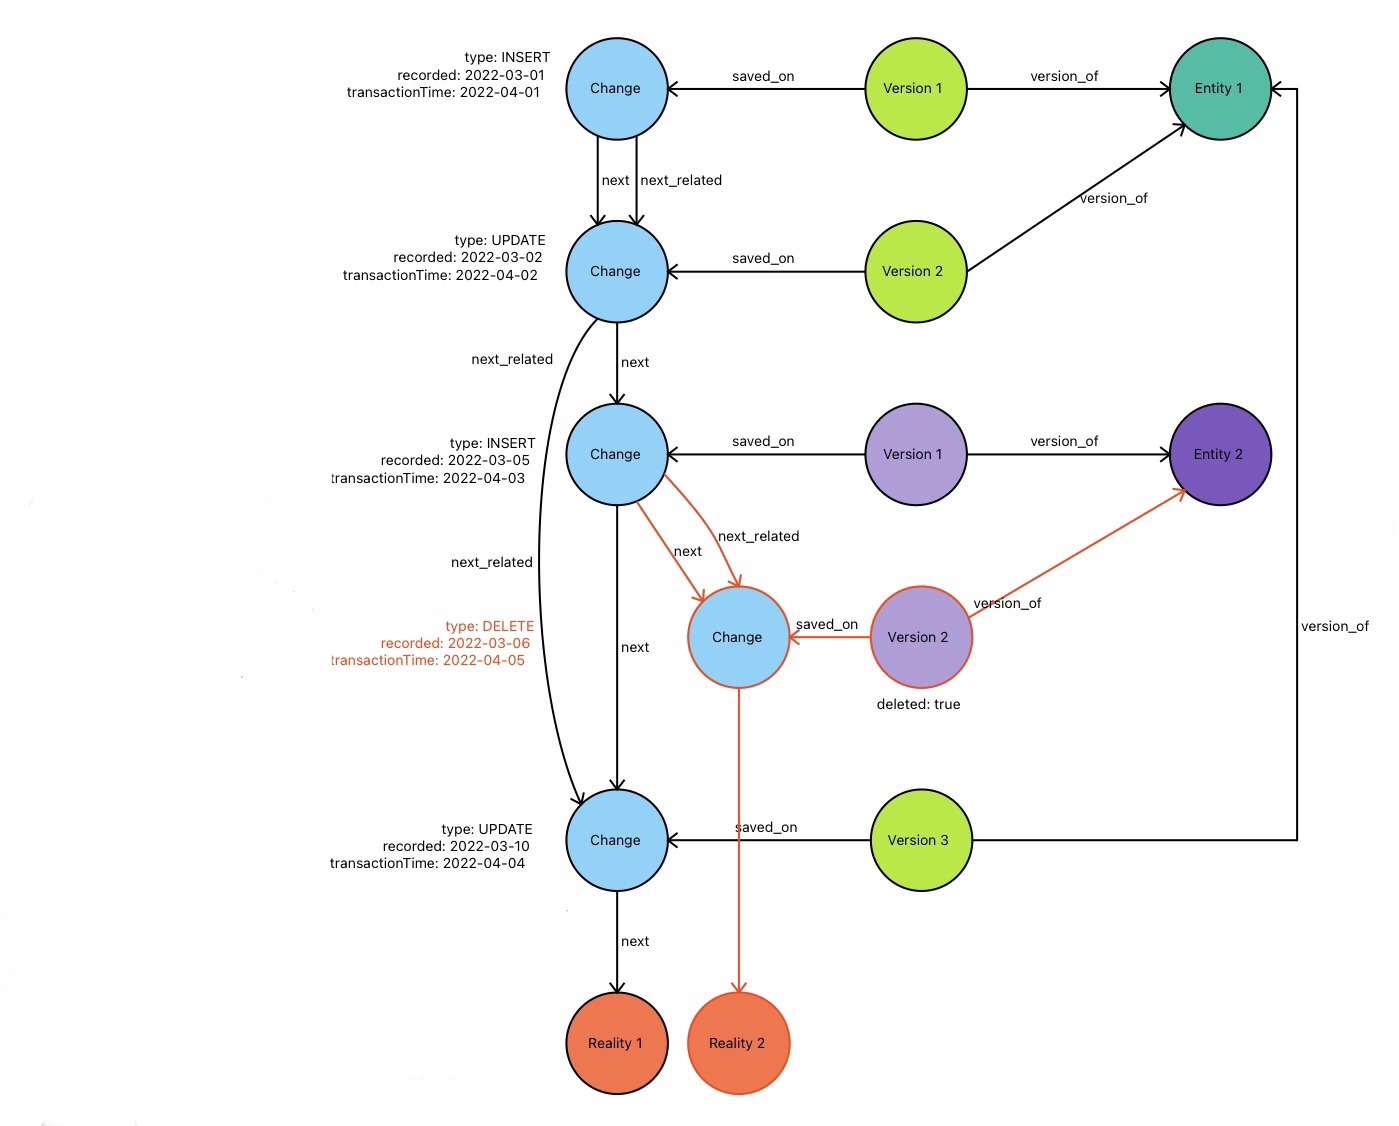 type: INSERT
recorded: 2022-03-01
transactionTime: 2022-04-01
Change
saved_on
Version 1
version_of
Entity 1
next
next_related
version_of
type: UPDATE
recorded: 2022-03-02
transactionTime: 2022-04-02
Change
saved_on
Version 2
next_related
next
type: INSERT
recorded: 2022-03-05
transactionTime: 2022-04-03
Change
saved_on
Version 1
version_of
Entity 2
next_related
next
next_related
version_of
type: DELETE
recorded: 2022-03-06
transactionTime: 2022-04-05
next
Change
saved_on
Version 2
deleted: true
version_of
type: UPDATE
recorded: 2022-03-10
transactionTime: 2022-04-04
Change
saved_on
Version 3
next
Reality 1
Reality 2